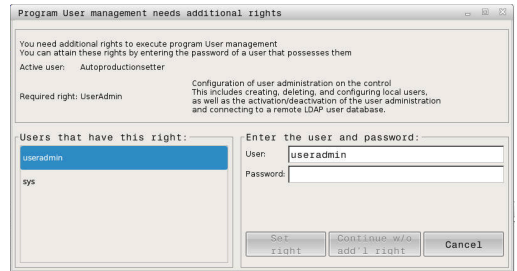 Program User management needs additional rights
You need additional rights to execute program User management
You can attain these rights by entering the password of a user that possesses them
Active user: Autoproductionsetter
Required right: UserAdmin
Configuration of user administration on the control
This includes creating, deleting, and configuring local users,
as well as the activation/deactivation of the user administration
and connecting to a remote LDAP user database.
Users that have this right:
useradmin
sys
Enter the user and password:
User: useradmin
Password:
Set
right
Continue w/o
add'l right
Cancel